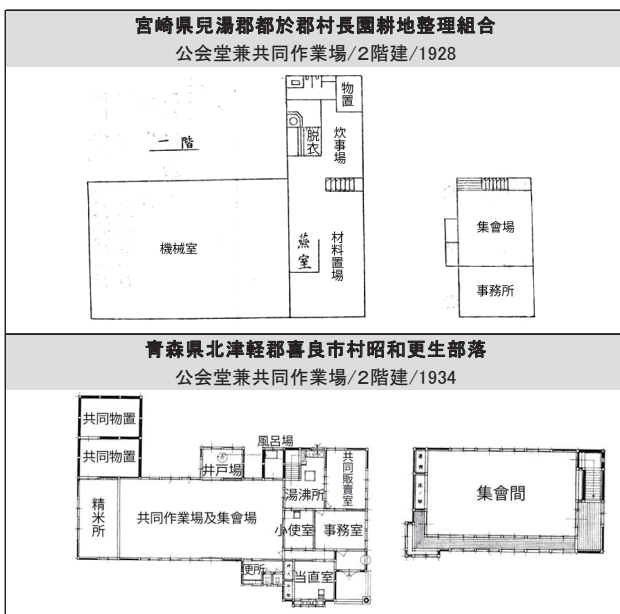 宮崎県児湯郡都於郡村長園耕地整理組合
公会堂兼共同作業場/2階建/1928
物置
脱衣
炊事場
一階
機械室
蒸室
材料置場
集會場
事務所
青森県北津軽郡喜良市村昭和更生部落
公会堂兼共同作業場/2階建/1934
共同物置
共同物置
井戸場
風呂場
湯沸所
共同販賣室
精米所
共同作業場及集會場
小使室
事務室
便所
当直室
集會間